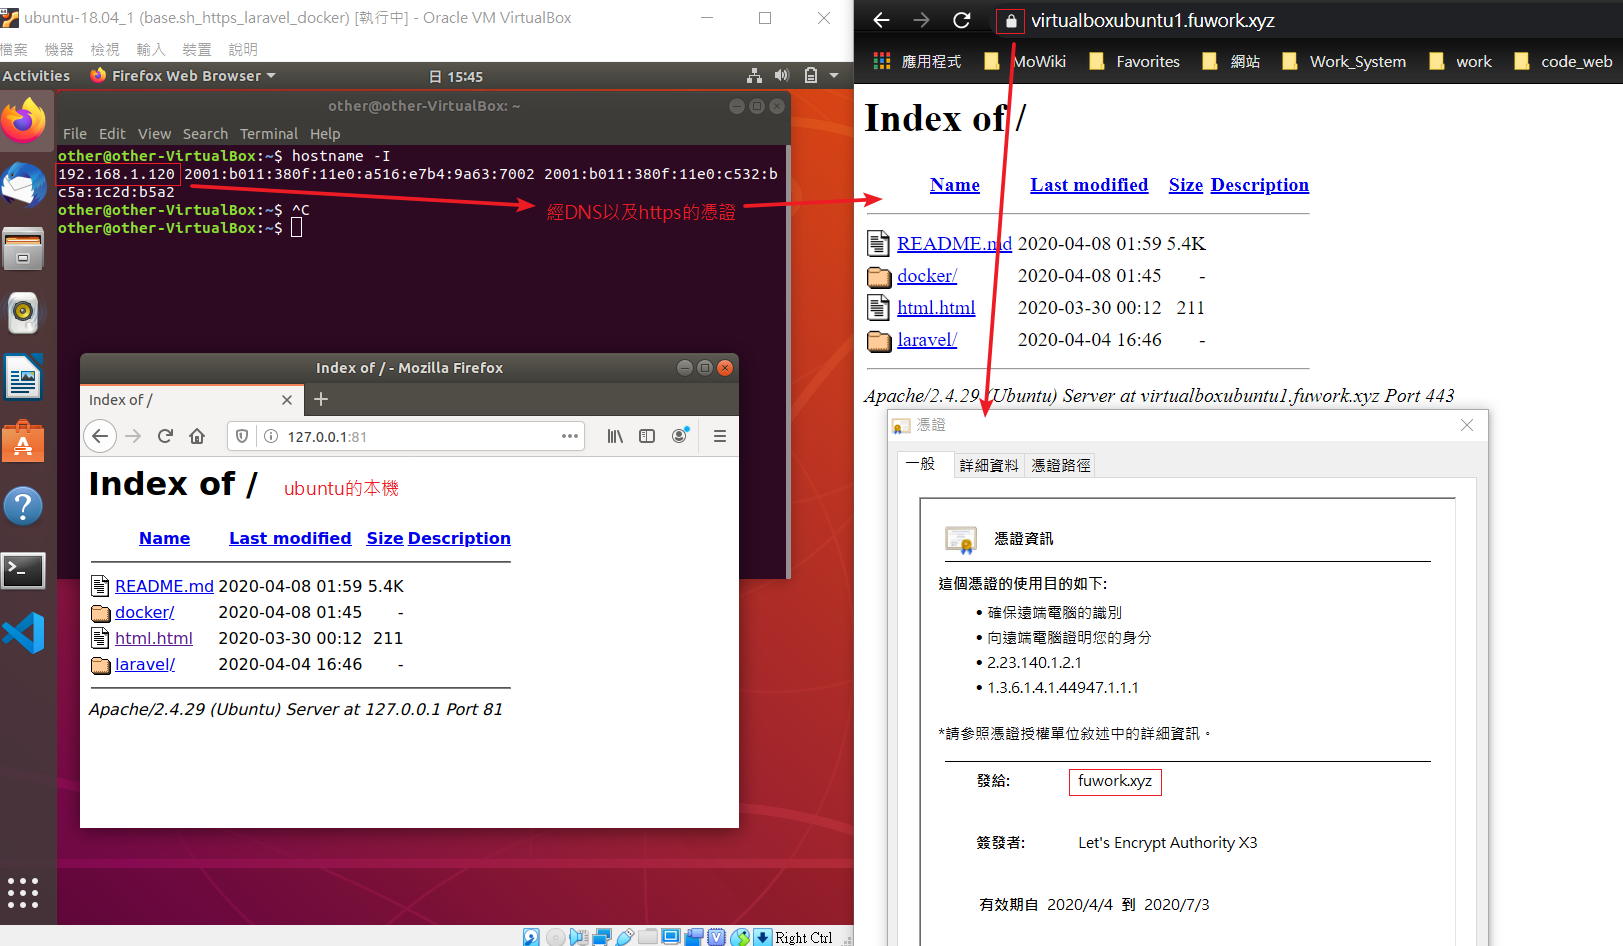 ubuntu-18.04_1 (base.sh_https_laravel_docker) [執行中] - Oracle VM VirtualBox
檔案 機器 檢視 輸入 裝置 說明
Activities Firefox Web Browser 日 15:45
other@other-VirtualBox: ~
File Edit View Search Terminal Help
other@other-VirtualBox:~$ hostname -I
192.168.1.120 2001:b011:380f:11e0:a516:e7b4:9a63:7002 2001:b011:380f:11e0:c532:b
c5a:1c2d:b5a2
other@other-VirtualBox:~$ ^C
other@other-VirtualBox:~$
經DNS以及https的憑證
Index of / - Mozilla Firefox
Index of /
127.0.0.1:81
Index of /
ubuntu的本機
Name Last modified Size Description
README.md 2020-04-08 01:59 5.4K
docker/ 2020-04-08 01:45 -
html.html 2020-03-30 00:12 211
laravel/ 2020-04-04 16:46 -
Apache/2.4.29 (Ubuntu) Server at 127.0.0.1 Port 81
Right Ctrl
virtualboxubuntu1.fuwork.xyz
應用程式 MoWiki Favorites 網站 Work_System work code_web
Index of /
Name Last modified Size Description
README.md 2020-04-08 01:59 5.4K
docker/ 2020-04-08 01:45 -
html.html 2020-03-30 00:12 211
laravel/ 2020-04-04 16:46 -
Apache/2.4.29 (Ubuntu) Server at virtualboxubuntu1.fuwork.xyz Port 443
憑證
一般 詳細資料 憑證路徑
憑證資訊
這個憑證的使用目的如下:
• 確保遠端電腦的識別
• 向遠端電腦證明您的身分
• 2.23.140.1.2.1
• 1.3.6.1.4.1.44947.1.1.1
*請參照憑證授權單位敘述中的詳細資訊。
發給: fuwork.xyz
簽發者: Let's Encrypt Authority X3
有效期自 2020/4/4 到 2020/7/3